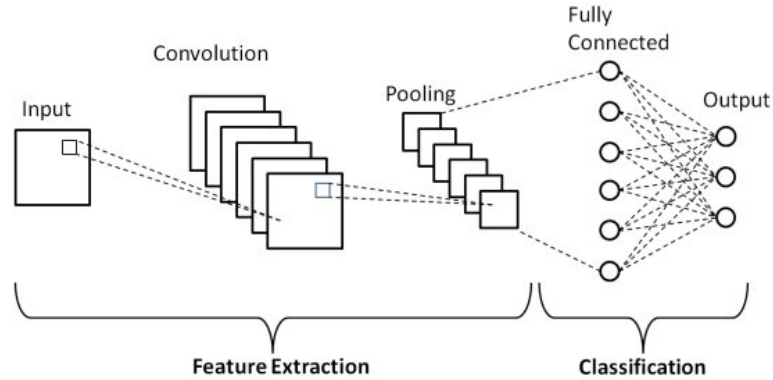 Fully
Connected
Convolution
Pooling
Input
Output
Feature Extraction
Classification